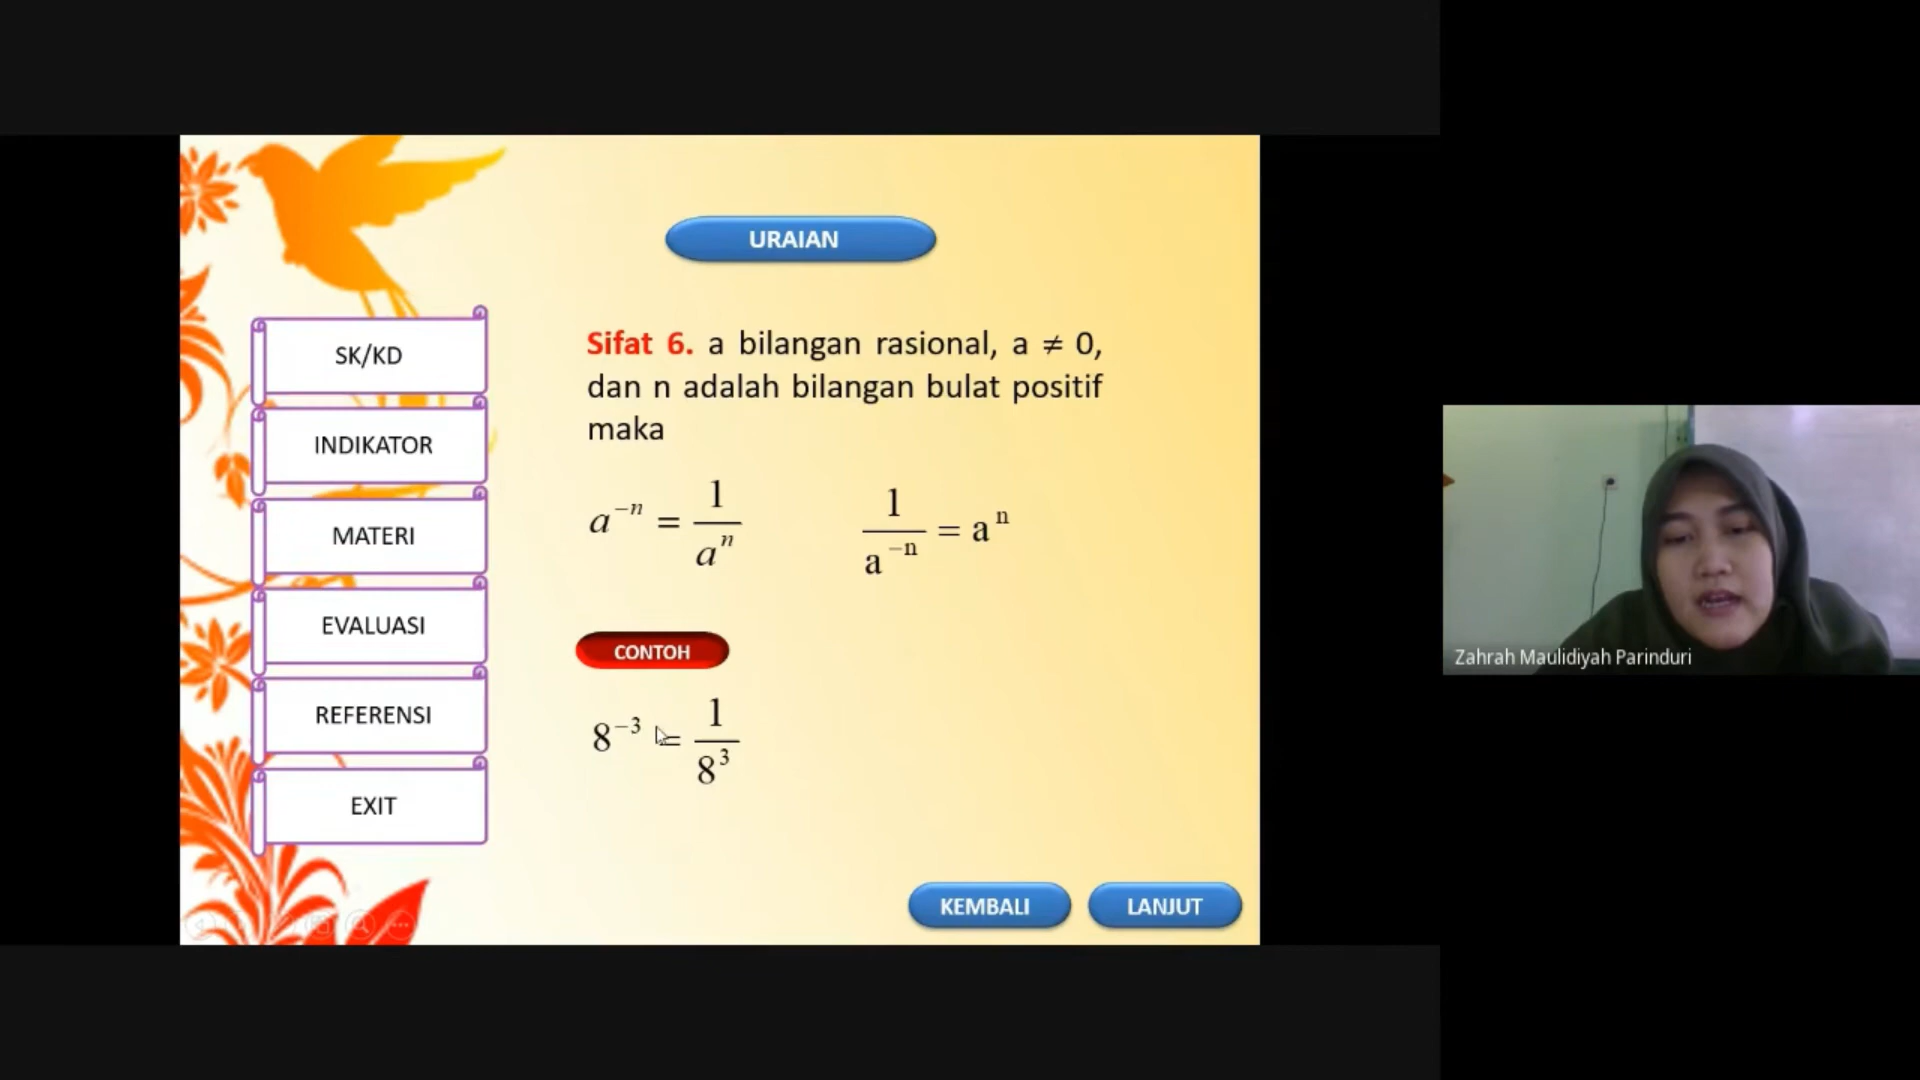 URAIAN
SK/KD
INDIKATOR
MATERI
EVALUASI
REFERENSI
EXIT
Sifat 6. a bilangan rasional, a ≠ 0,
dan n adalah bilangan bulat positif
maka
a⁻ⁿ = 1/aⁿ
1/a⁻ⁿ = aⁿ
CONTOH
8⁻³ = 1/8³
KEMBALI
LANJUT
Zahrah Maulidiyah Parinduri